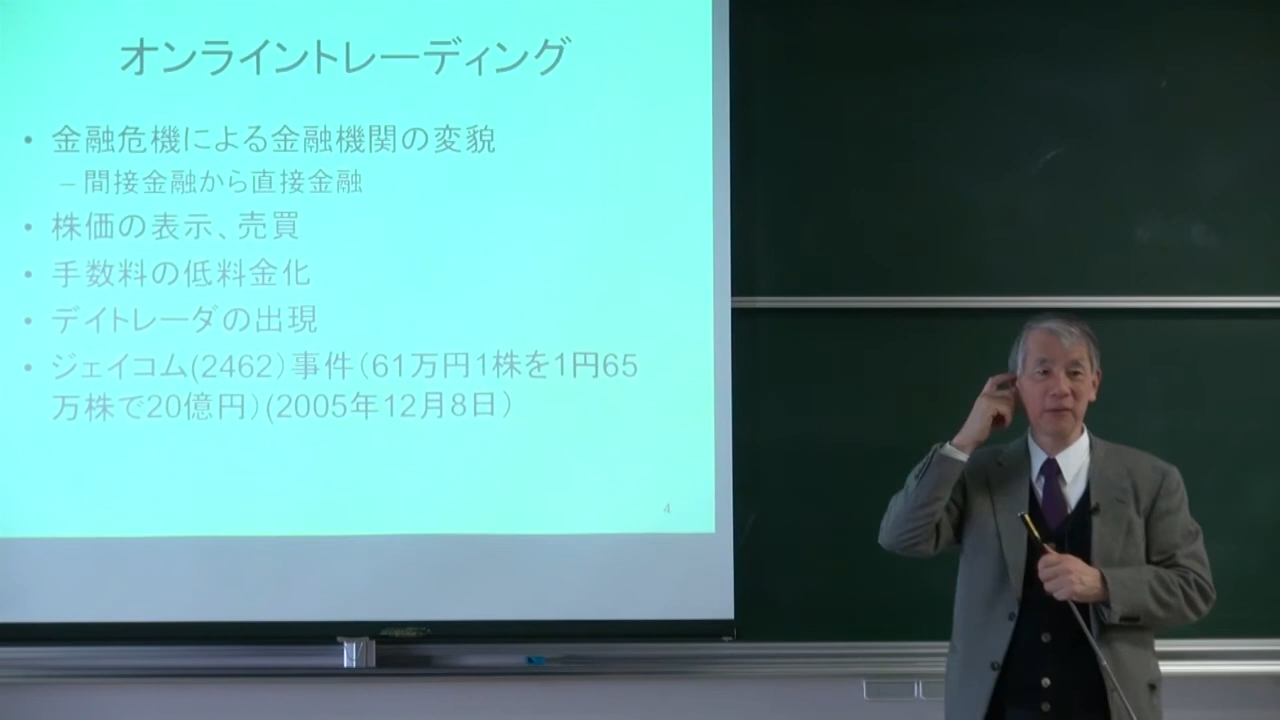 オンライントレーディング
• 金融危機による金融機関の変貌
– 間接金融から直接金融
• 株価の表示、売買
• 手数料の低料金化
• デイトレーダの出現
• ジェイコム(2462)事件(61万円1株を1円65
万株で20億円)(2005年12月8日)
4